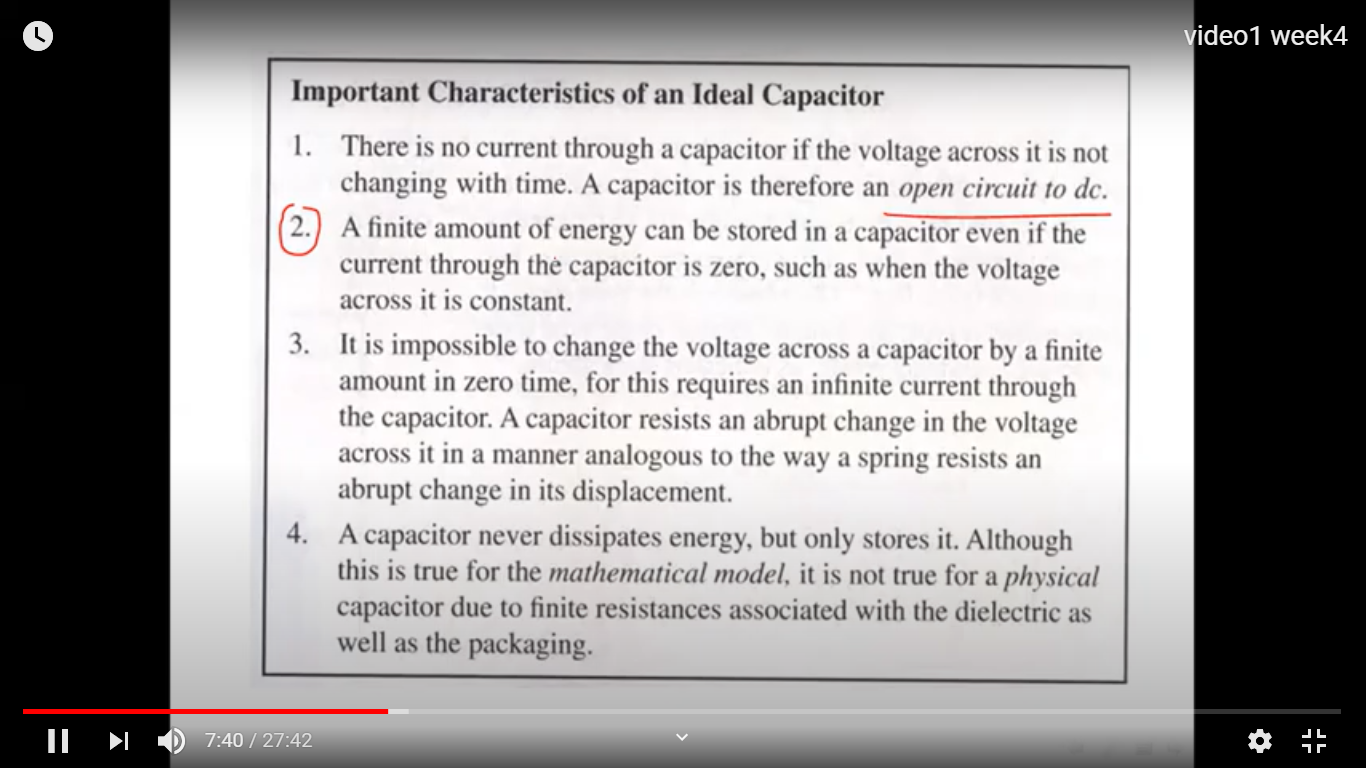 video1 week4
Important Characteristics of an Ideal Capacitor
1. There is no current through a capacitor if the voltage across it is not
changing with time. A capacitor is therefore an open circuit to dc.
2. A finite amount of energy can be stored in a capacitor even if the
current through the capacitor is zero, such as when the voltage
across it is constant.
3. It is impossible to change the voltage across a capacitor by a finite
amount in zero time, for this requires an infinite current through
the capacitor. A capacitor resists an abrupt change in the voltage
across it in a manner analogous to the way a spring resists an
abrupt change in its displacement.
4. A capacitor never dissipates energy, but only stores it. Although
this is true for the mathematical model, it is not true for a physical
capacitor due to finite resistances associated with the dielectric as
well as the packaging.
7:40 / 27:42